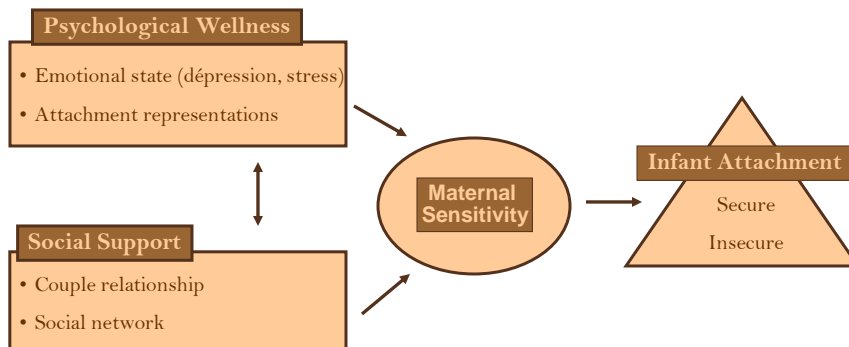 Psychological Wellness
• Emotional state (dépression, stress)
• Attachment representations
Social Support
• Couple relationship
• Social network
Maternal
Sensitivity
Infant Attachment
Secure
Insecure